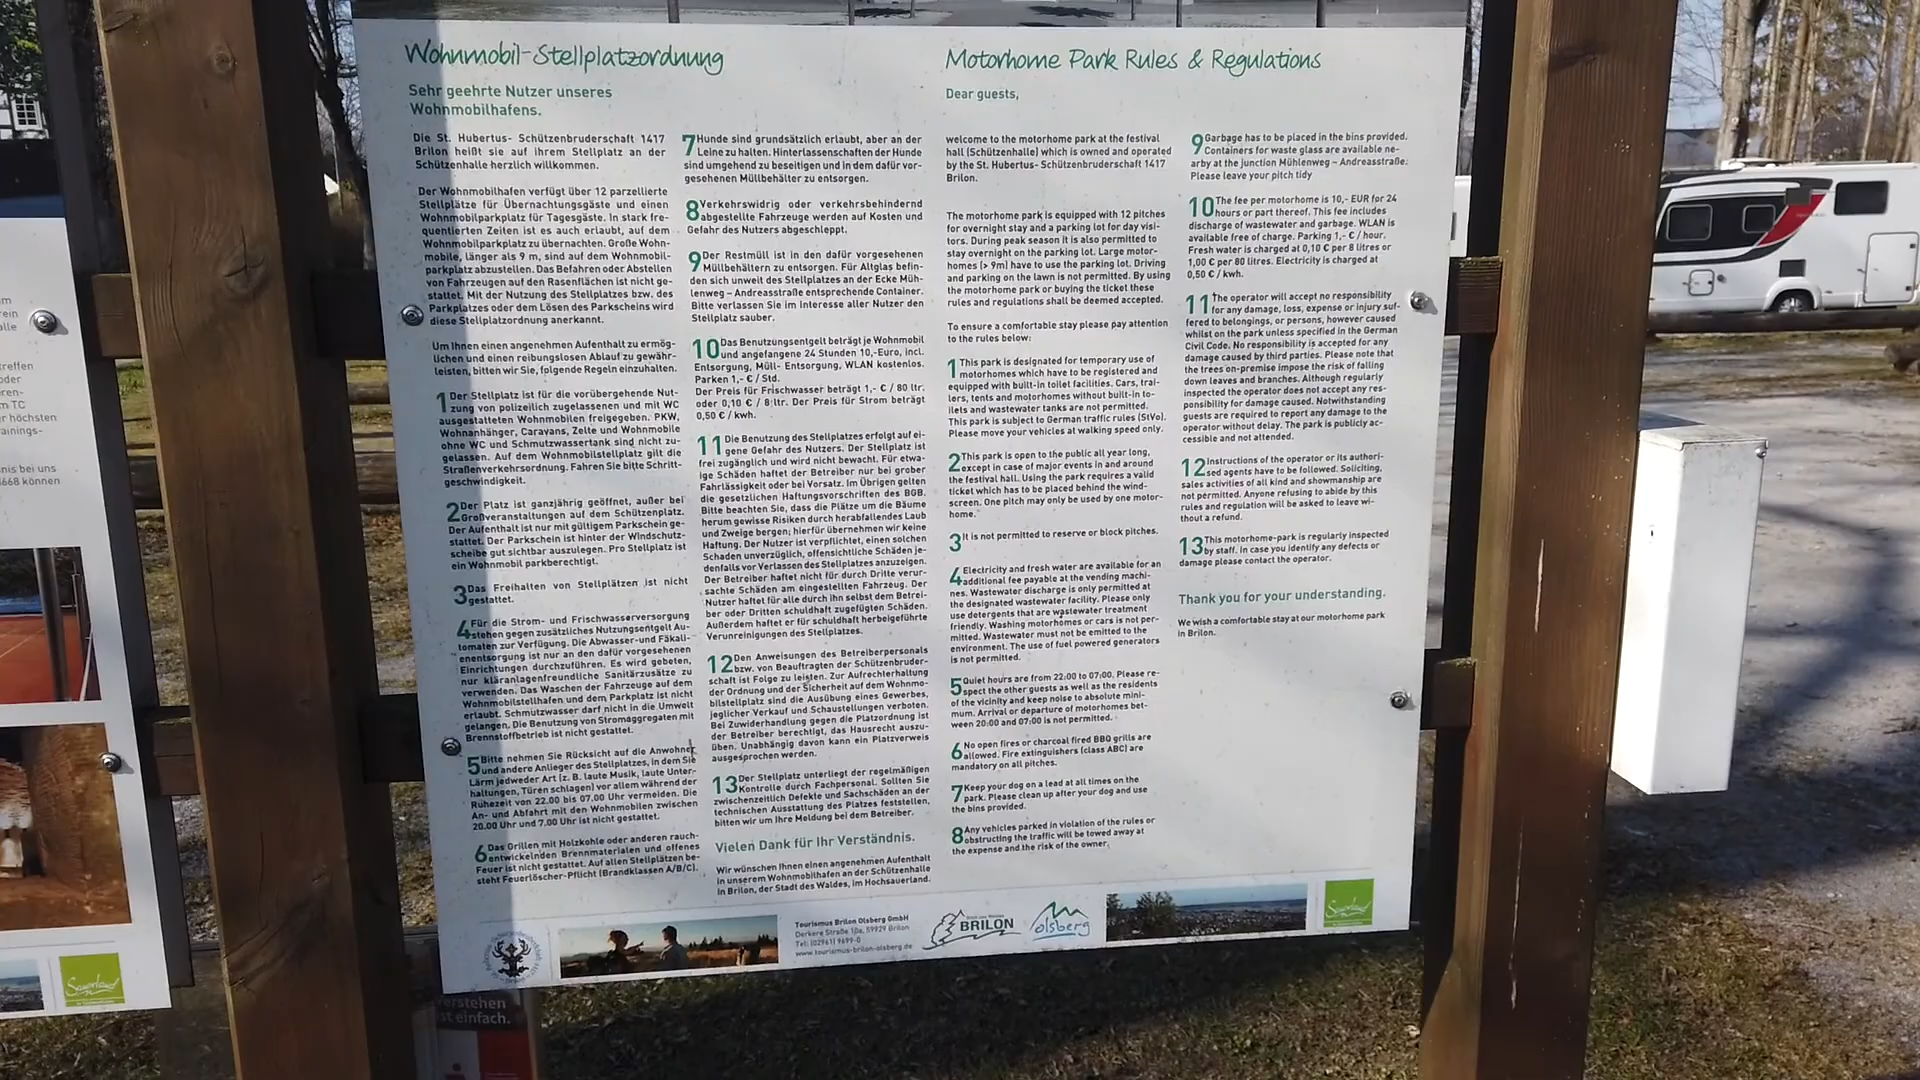 Wohnmobil-Stellplatzordnung
Sehr geehrte Nutzer unseres
Wohnmobilhafens.
Die St. Hubertus- Schützenbruderschaft 1417
Brilon heißt sie auf ihrem Stellplatz an der
Schützenhalle herzlich willkommen.
Der Wohnmobilhafen verfügt über 12 parzellierte
Stellplätze für Übernachtungsgäste und einen
Wohnmobilparkplatz für Tagesgäste. In stark fre-
quentierten Zeiten ist es auch erlaubt, auf dem
Wohnmobilparkplatz zu übernachten. Große Wohn-
mobile, länger als 9 m, sind auf dem Wohnmobil-
parkplatz abzustellen. Das Befahren oder Abstellen
von Fahrzeugen auf den Rasenflächen ist nicht ge-
stattet. Mit der Nutzung des Stellplatzes bzw. des
Parkplatzes oder dem Lösen des Parkscheins wird
diese Stellplatzordnung anerkannt.
Um Ihnen einen angenehmen Aufenthalt zu ermög-
lichen und einen reibungslosen Ablauf zu gewähr-
leisten, bitten wir Sie, folgende Regeln einzuhalten.
1 Der Stellplatz ist für die vorübergehende Nut-
zung von polizeilich zugelassenen und mit WC
ausgestatteten Wohnmobilen freigegeben. PKW,
Wohnanhänger, Caravans, Zelte und Wohnmobile
ohne WC und Schmutzwassertank sind nicht zu-
gelassen. Auf dem Wohnmobilstellplatz gilt die
Straßenverkehrsordnung. Fahren Sie bitte Schritt-
geschwindigkeit.
2 Der Platz ist ganzjährig geöffnet, außer bei
Großveranstaltungen auf dem Schützenplatz.
Der Aufenthalt ist nur mit gültigem Parkschein ge-
stattet. Der Parkschein ist hinter der Windschutz-
scheibe gut sichtbar auszulegen. Pro Stellplatz ist
ein Wohnmobil parkberechtigt.
3 Das Freihalten von Stellplätzen ist nicht
gestattet.
4 Für die Strom- und Frischwasserversorgung
stehen gegen zusätzliches Nutzungsentgelt Au-
tomaten zur Verfügung. Die Abwasser-und Fäkali-
enentsorgung ist nur an den dafür vorgesehenen
Einrichtungen durchzuführen. Es wird gebeten,
nur kläranlagenfreundliche Sanitärzusätze zu
verwenden. Das Waschen der Fahrzeuge auf dem
Wohnmobilstellhafen und dem Parkplatz ist nicht
erlaubt. Schmutzwasser darf nicht in die Umwelt
gelangen. Die Benutzung von Stromaggregaten mit
Brennstoffbetrieb ist nicht gestattet.
5 Bitte nehmen Sie Rücksicht auf die Anwohner
und andere Anlieger des Stellplatzes, in dem Sie
Lärm jedweder Art (z. B. laute Musik, laute Unter-
haltungen, Türen schlagen) vor allem während der
Ruhezeit von 22.00 bis 07.00 Uhr vermeiden. Die
An- und Abfahrt mit den Wohnmobilen zwischen
20.00 Uhr und 7.00 Uhr ist nicht gestattet.
6 Das Grillen mit Holzkohle oder anderen rauch-
entwickelnden Brennmaterialen und offenes
Feuer ist nicht gestattet. Auf allen Stellplätzen be-
steht Feuerlöscher-Pflicht (Brandklassen A/B/C).
7 Hunde sind grundsätzlich erlaubt, aber an der
Leine zu halten. Hinterlassenschaften der Hunde
sind umgehend zu beseitigen und in dem dafür vor-
gesehenen Müllbehälter zu entsorgen.
8 Verkehrswidrig oder verkehrsbehindernd
abgestellte Fahrzeuge werden auf Kosten und
Gefahr des Nutzers abgeschleppt.
9 Der Restmüll ist in den dafür vorgesehenen
Müllbehältern zu entsorgen. Für Altglas befin-
den sich unweit des Stellplatzes an der Ecke Müh-
lenweg – Andreasstraße entsprechende Container.
Bitte verlassen Sie im Interesse aller Nutzer den
Stellplatz sauber.
10 Das Benutzungsentgelt beträgt je Wohnmobil
und angefangene 24 Stunden 10,-Euro, incl.
Entsorgung, Müll- Entsorgung, WLAN kostenlos.
Parken 1,- € / Std.
Der Preis für Frischwasser beträgt 1,- € / 80 ltr.
oder 0,10 € / 8 ltr. Der Preis für Strom beträgt
0,50 € / kwh.
11 Die Benutzung des Stellplatzes erfolgt auf ei-
gene Gefahr des Nutzers. Der Stellplatz ist
frei zugänglich und wird nicht bewacht. Für etwa-
ige Schäden haftet der Betreiber nur bei grober
Fahrlässigkeit oder bei Vorsatz. Im Übrigen gelten
die gesetzlichen Haftungsvorschriften des BGB.
Bitte beachten Sie, dass die Plätze um die Bäume
herum gewisse Risiken durch herabfallendes Laub
und Zweige bergen; hierfür übernehmen wir keine
Haftung. Der Nutzer ist verpflichtet, einen solchen
Schaden unverzüglich, offensichtliche Schäden je-
denfalls vor Verlassen des Stellplatzes anzuzeigen.
Der Betreiber haftet nicht für durch Dritte verur-
sachte Schäden am eingestellten Fahrzeug. Der
Nutzer haftet für alle durch ihn selbst dem Betrei-
ber oder Dritten schuldhaft zugefügten Schäden.
Außerdem haftet er für schuldhaft herbeigeführte
Verunreinigungen des Stellplatzes.
12 Den Anweisungen des Betreiberpersonals
bzw. von Beauftragten der Schützenbruder-
schaft ist Folge zu leisten. Zur Aufrechterhaltung
der Ordnung und der Sicherheit auf dem Wohnmo-
bilstellplatz sind die Ausübung eines Gewerbes,
jeglicher Verkauf und Schaustellungen verboten.
Bei Zuwiderhandlung gegen die Platzordnung ist
der Betreiber berechtigt, das Hausrecht auszu-
üben. Unabhängig davon kann ein Platzverweis
ausgesprochen werden.
13 Der Stellplatz unterliegt der regelmäßigen
Kontrolle durch Fachpersonal. Sollten Sie
zwischenzeitlich Defekte und Sachschäden an der
technischen Ausstattung des Platzes feststellen,
bitten wir um Ihre Meldung bei dem Betreiber.
Vielen Dank für Ihr Verständnis.
Wir wünschen Ihnen einen angenehmen Aufenthalt
in unserem Wohnmobilhafen an der Schützenhalle
in Brilon, der Stadt des Waldes, im Hochsauerland.
Motorhome Park Rules & Regulations
Dear guests,
welcome to the motorhome park at the festival
hall (Schützenhalle) which is owned and operated
by the St. Hubertus- Schützenbruderschaft 1417
Brilon.
The motorhome park is equipped with 12 pitches
for overnight stay and a parking lot for day visi-
tors. During peak season it is also permitted to
stay overnight on the parking lot. Large motor-
homes (> 9m) have to use the parking lot. Driving
and parking on the lawn is not permitted. By using
the motorhome park or buying the ticket these
rules and regulations shall be deemed accepted.
To ensure a comfortable stay please pay attention
to the rules below:
1 This park is designated for temporary use of
motorhomes which have to be registered and
equipped with built-in toilet facilities. Cars, trai-
lers, tents and motorhomes without built-in to-
ilets and wastewater tanks are not permitted.
This park is subject to German traffic rules (StVo).
Please move your vehicles at walking speed only.
2 This park is open to the public all year long,
except in case of major events in and around
the festival hall. Using the park requires a valid
ticket which has to be placed behind the wind-
screen. One pitch may only be used by one motor-
home.
3 It is not permitted to reserve or block pitches.
4 Electricity and fresh water are available for an
additional fee payable at the vending machi-
nes. Wastewater discharge is only permitted at
the designated wastewater facility. Please only
use detergents that are wastewater treatment
friendly. Washing motorhomes or cars is not per-
mitted. Wastewater must not be emitted to the
environment. The use of fuel powered generators
is not permitted.
5 Quiet hours are from 22:00 to 07:00. Please re-
spect the other guests as well as the residents
of the vicinity and keep noise to absolute mini-
mum. Arrival or departure of motorhomes bet-
ween 20:00 and 07:00 is not permitted.
6 No open fires or charcoal fired BBQ grills are
allowed. Fire extinguishers (class ABC) are
mandatory on all pitches.
7 Keep your dog on a lead at all times on the
park. Please clean up after your dog and use
the bins provided.
8 Any vehicles parked in violation of the rules or
obstructing the traffic will be towed away at
the expense and the risk of the owner.
9 Garbage has to be placed in the bins provided.
Containers for waste glass are available ne-
arby at the junction Mühlenweg – Andreasstraße.
Please leave your pitch tidy
10 The fee per motorhome is 10,- EUR for 24
hours or part thereof. This fee includes
discharge of wastewater and garbage. WLAN is
available free of charge. Parking 1,- € / hour.
Fresh water is charged at 0,10 € per 8 litres or
1,00 € per 80 litres. Electricity is charged at
0,50 € / kwh.
11 The operator will accept no responsibility
for any damage, loss, expense or injury suf-
fered to belongings, or persons, however caused
whilst on the park unless specified in the German
Civil Code. No responsibility is accepted for any
damage caused by third parties. Please note that
the trees on-premise impose the risk of falling
down leaves and branches. Although regularly
inspected the operator does not accept any res-
ponsibility for damage caused. Notwithstanding
guests are required to report any damage to the
operator without delay. The park is publicly ac-
cessible and not attended.
12 Instructions of the operator or its authori-
sed agents have to be followed. Soliciting,
sales activities of all kind and showmanship are
not permitted. Anyone refusing to abide by this
rules and regulation will be asked to leave wi-
thout a refund.
13 This motorhome-park is regularly inspected
by staff. In case you identify any defects or
damage please contact the operator.
Thank you for your understanding.
We wish a comfortable stay at our motorhome park
in Brilon.
Tourismus Brilon Olsberg GmbH
Derkere Straße 10a, 59929 Brilon
Tel: (02961) 9699-0
www.tourismus-brilon-olsberg.de
BRILON
olsberg
Sauerland
Sauerland
treffen
oder
m TC
r höchsten
ainings-
nis bei uns
668 können
erstehen
st einfach.